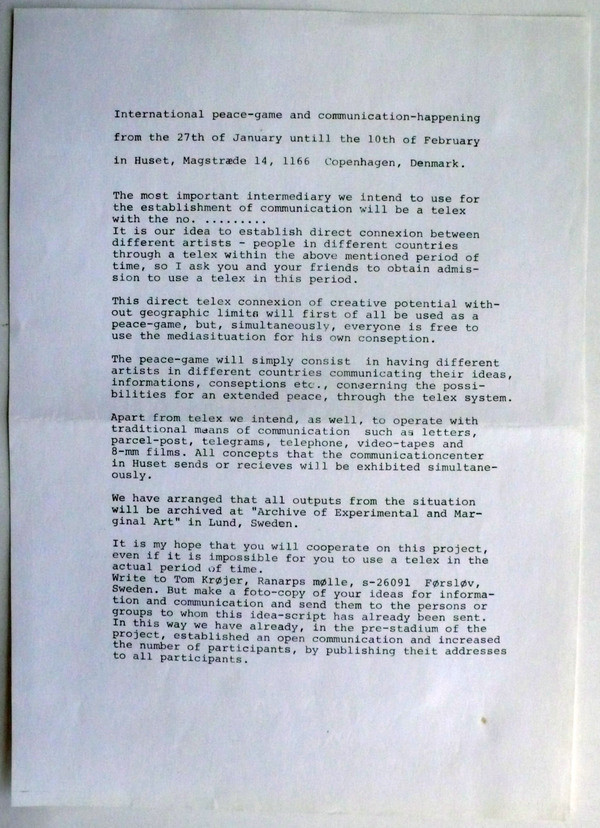 International peace-game and communication-happening
from the 27th of January untill the 10th of February
in Huset, Magstræde 14, 1166 Copenhagen, Denmark.
The most important intermediary we intend to use for
the establishment of communication will be a telex
with the no. .........
It is our idea to establish direct connexion between
different artists - people in different countries
through a telex within the above mentioned period of
time, so I ask you and your friends to obtain admis-
sion to use a telex in this period.
This direct telex connexion of creative potential with-
out geographic limits will first of all be used as a
peace-game, but, simultaneously, everyone is free to
use the mediasituation for his own conseption.
The peace-game will simply consist in having different
artists in different countries communicating their ideas,
informations, conseptions etc., concerning the possi-
bilities for an extended peace, through the telex system.
Apart from telex we intend, as well, to operate with
traditional means of communication such as letters,
parcel-post, telegrams, telephone, video-tapes and
8-mm films. All concepts that the communicationcenter
in Huset sends or recieves will be exhibited simultane-
ously.
We have arranged that all outputs from the situation
will be archived at "Archive of Experimental and Mar-
ginal Art" in Lund, Sweden.
It is my hope that you will cooperate on this project,
even if it is impossible for you to use a telex in the
actual period of time.
Write to Tom Krøjer, Ranarps mølle, s-26091 Førsløv,
Sweden. But make a foto-copy of your ideas for informa-
tion and communication and send them to the persons or
groups to whom this idea-script has already been sent.
In this way we have already, in the pre-stadium of the
project, established an open communication and increased
the number of participants, by publishing theit addresses
to all participants.